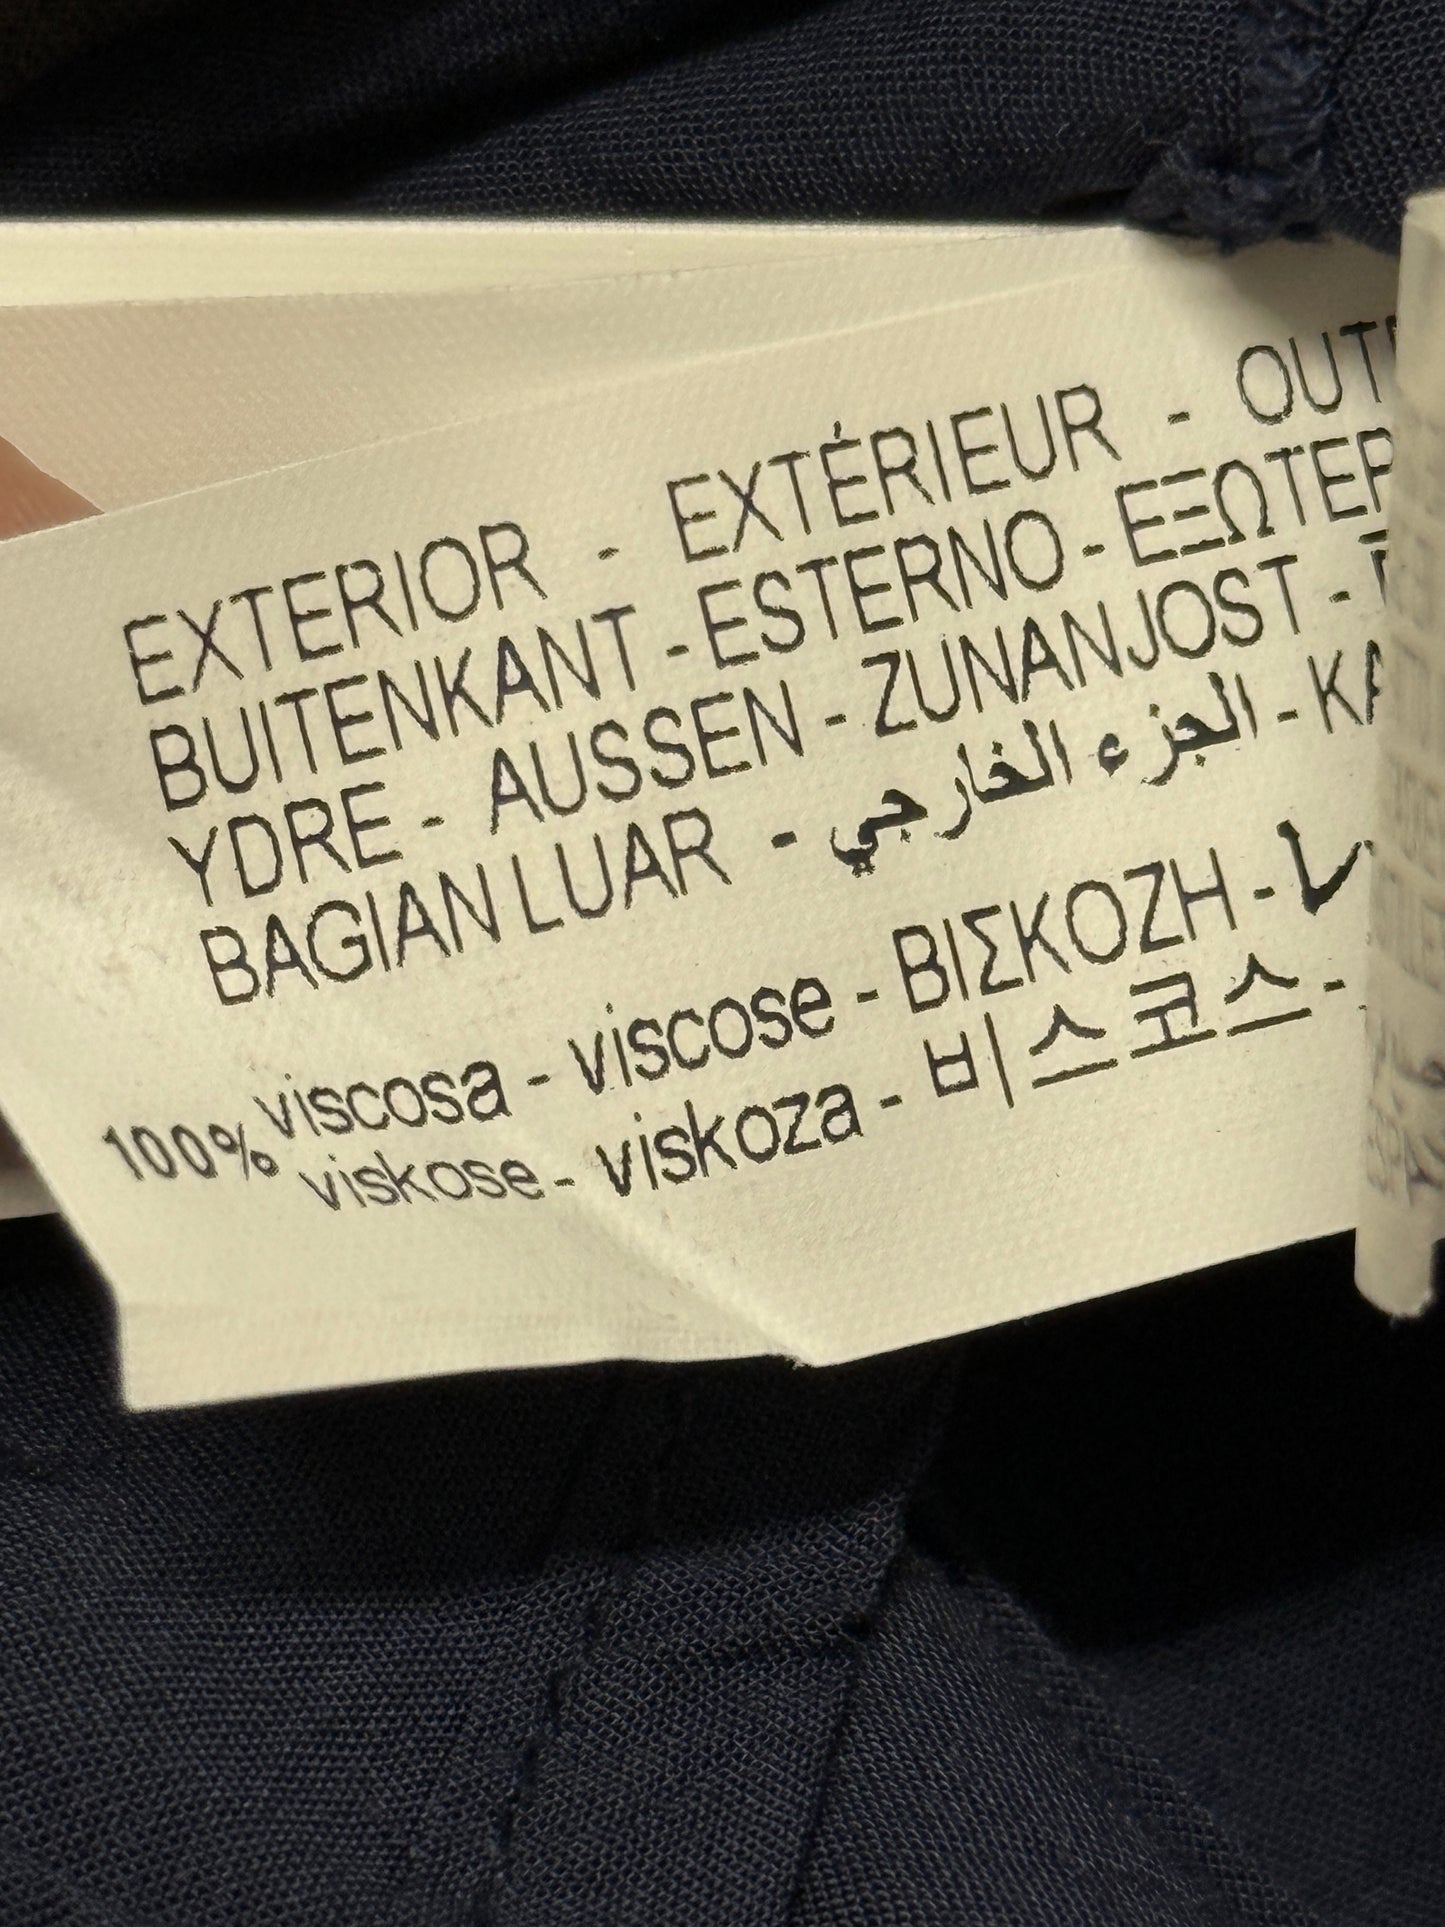 EXTERIOR - EXTÉRIEUR -
BUITENKANT - ESTERNO -
YDRE - AUSSEN - ZUNANJOST -
BAGIAN LUAR - الجزء الخارجي -
100% viscosa - viscose - ΒΙΣΚΟΖΗ -
viskose - viskoza - 비스코스 -